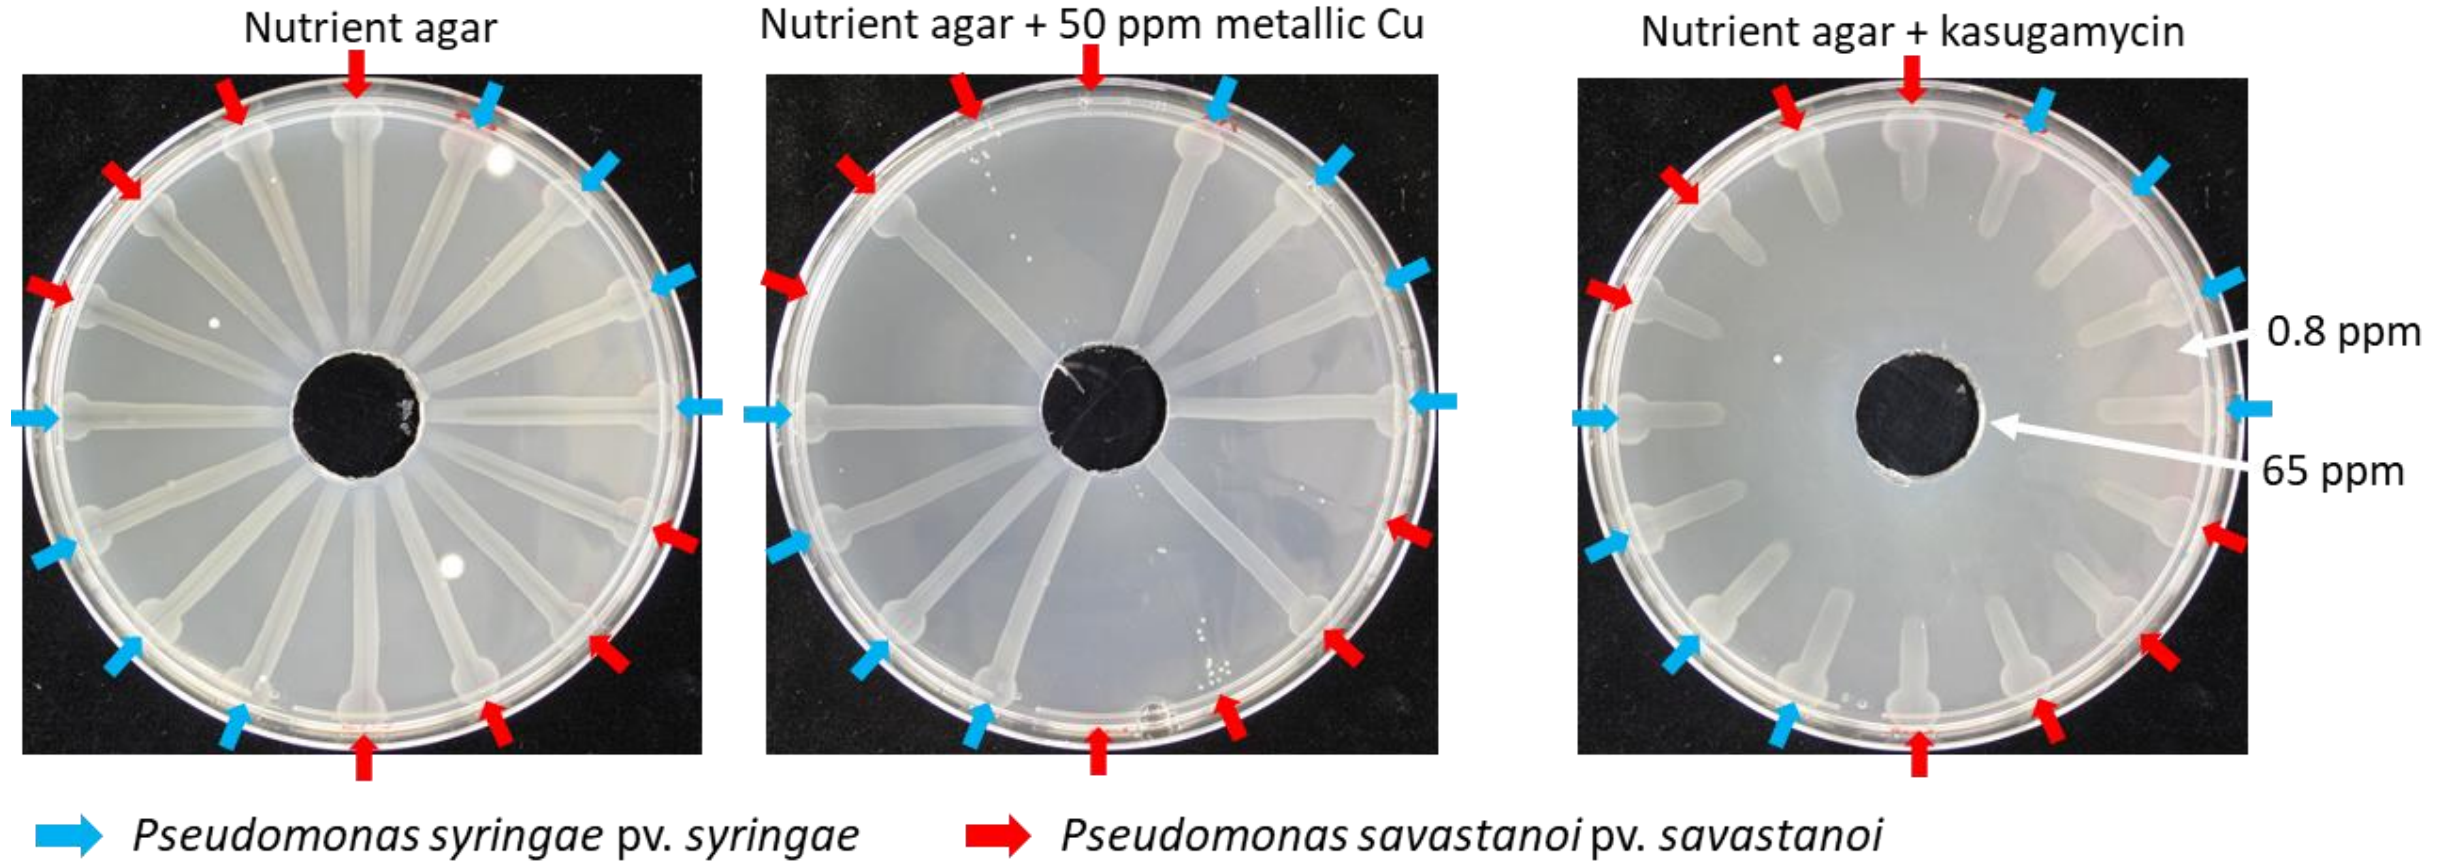 Nutrient agar
Nutrient agar + 50 ppm metallic Cu
Nutrient agar + kasugamycin
0.8 ppm
65 ppm
Pseudomonas syringae pv. syringae
Pseudomonas savastanoi pv. savastanoi